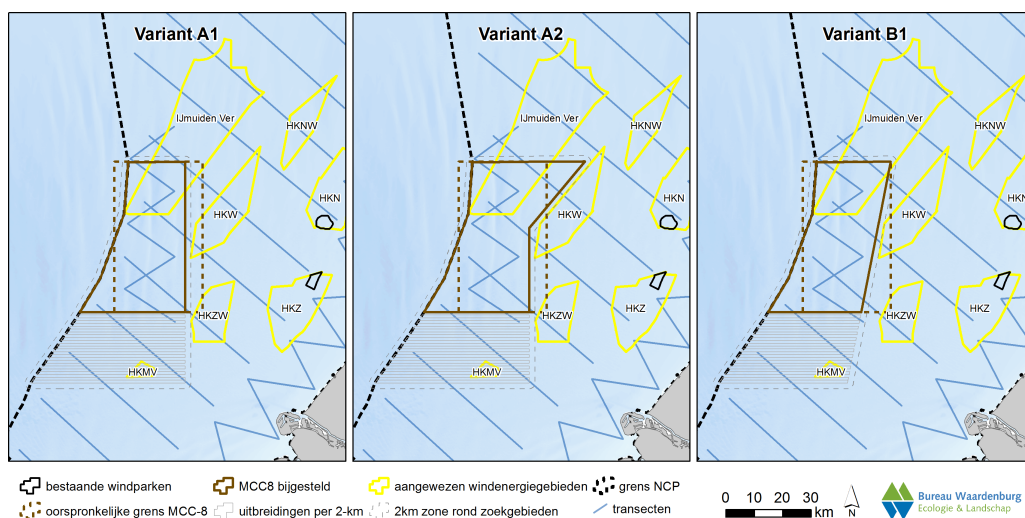 Variant A1
IJmuiden Ver
HKNW
HKN
HKW
HKZ
HKZW
HKMV
Variant A2
IJmuiden Ver
HKNW
HKN
HKW
HKZ
HKZW
HKMV
Variant B1
IJmuiden Ver
HKNW
HKN
HKW
HKZ
HKZW
HKMV
bestaande windparken
MCC8 bijgesteld
aangewezen windenergiegebieden
grens NCP
oorspronkelijke grens MCC-8
uitbreidingen per 2-km
2km zone rond zoekgebieden
transecten
0 10 20 30
km
N
Bureau Waardenburg
Ecologie & Landschap